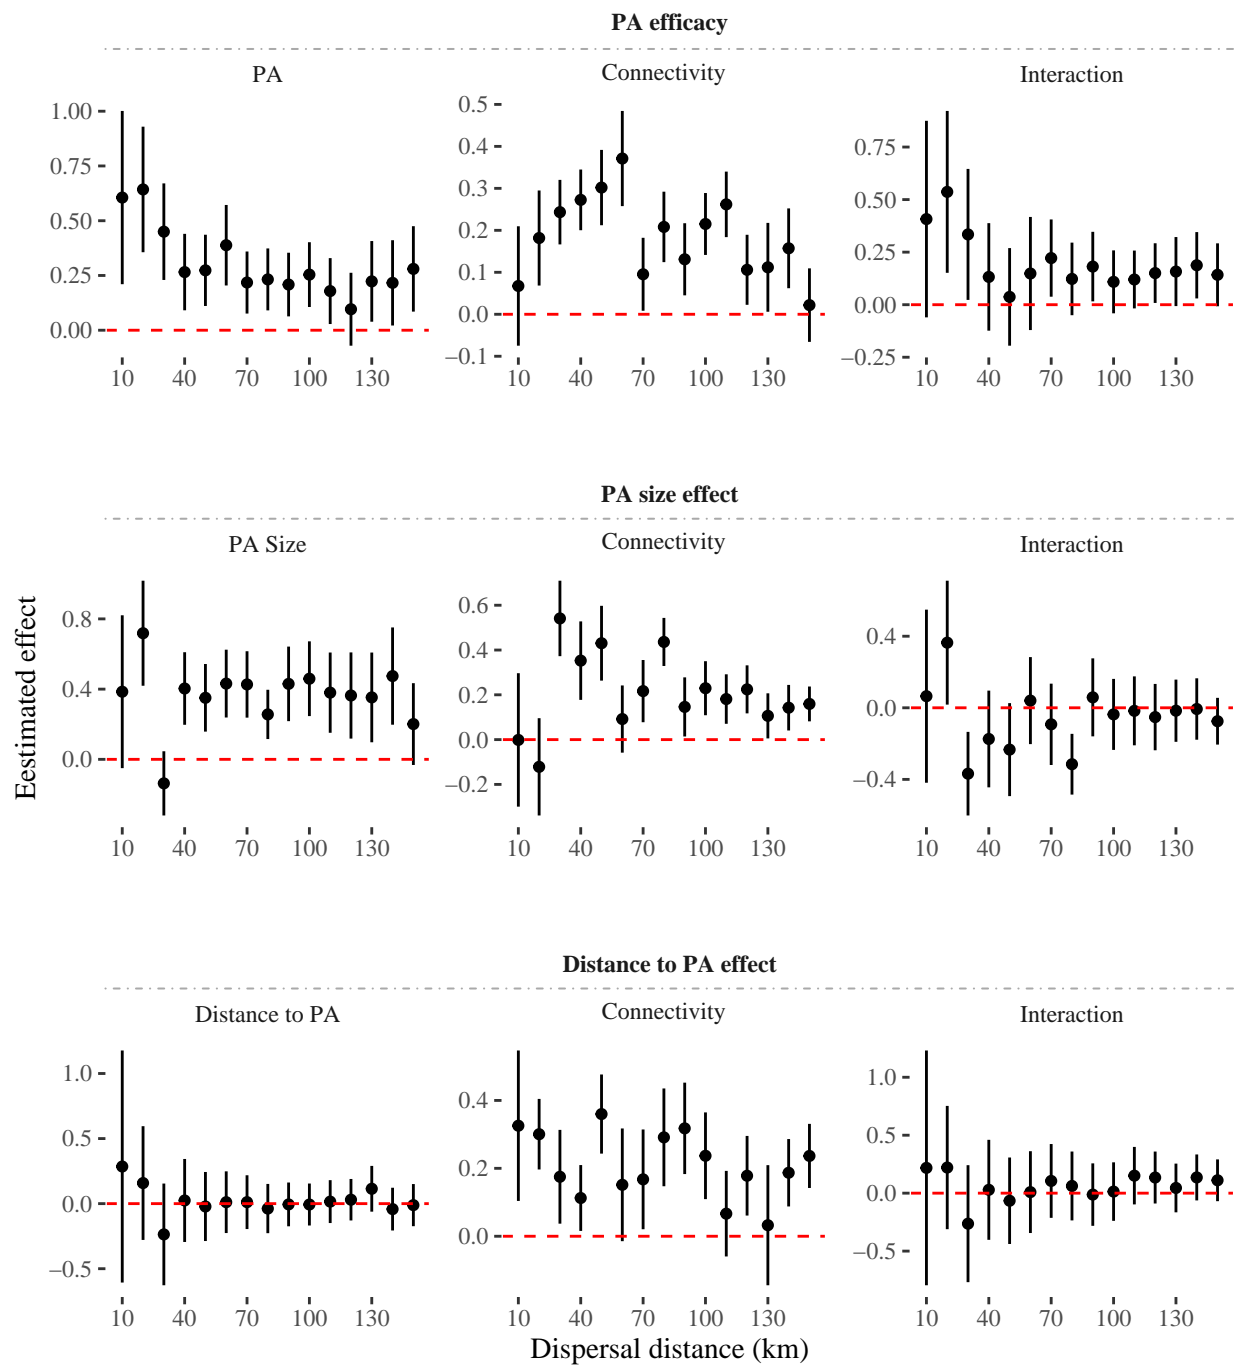 PA efficacy
PA Connectivity Interaction
1.00
0.75
0.50
0.25
0.00
10 40 70 100 130
0.5
0.4
0.3
0.2
0.1
0.0
−0.1
10 40 70 100 130
0.75
0.50
0.25
0.00
−0.25
10 40 70 100 130
PA size effect
PA Size Connectivity Interaction
Eestimated effect
0.8
0.4
0.0
10 40 70 100 130
0.6
0.4
0.2
0.0
−0.2
10 40 70 100 130
0.4
0.0
−0.4
10 40 70 100 130
Distance to PA effect
Distance to PA Connectivity Interaction
1.0
0.5
0.0
−0.5
10 40 70 100 130
0.4
0.2
0.0
10 40 70 100 130
1.0
0.5
0.0
−0.5
10 40 70 100 130
Dispersal distance (km)